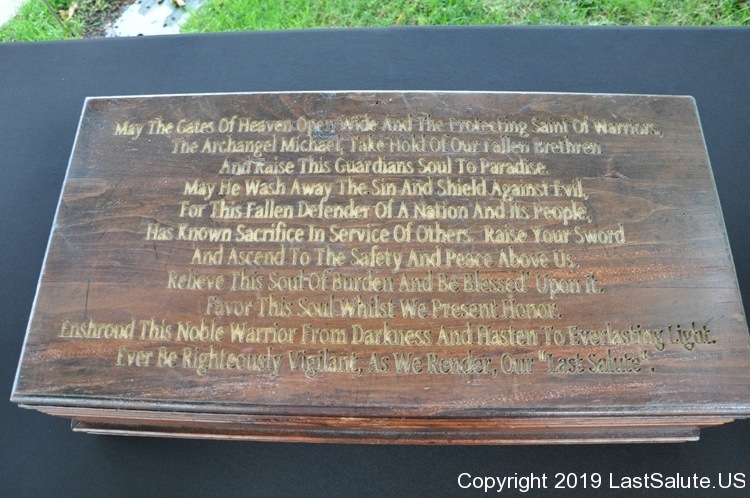 May The Gates Of Heaven Open Wide And The Protecting Saint Of Warriors,
The Archangel Michael, Take Hold Of Our Fallen Brethren
And Raise This Guardians Soul To Paradise.
May He Wash Away The Sin And Shield Against Evil,
For This Fallen Defender Of A Nation And Its People,
Has Known Sacrifice In Service Of Others. Raise Your Sword
And Ascend To The Safety And Peace Above Us.
Relieve This Soul Of Burden And Be Blessed Upon it.
Favor This Soul Whilst We Present Honor.
Enshroud This Noble Warrior From Darkness And Hasten To Everlasting Light.
Ever Be Righteously Vigilant, As We Render, Our "Last Salute".
Copyright 2019 LastSalute.US